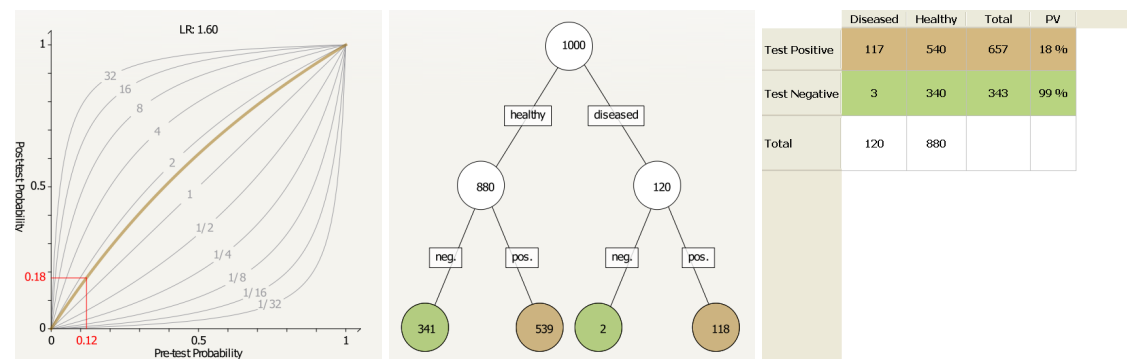 LR: 1.60
Post-test Probability
1
0.5
0.18
0
32
16
8
4
2
1
1/2
1/4
1/8
1/16
1/32
0
0.12
0.5
1
Pre-test Probability
1000
healthy
diseased
880
120
neg.
pos.
neg.
pos.
341
539
2
118
Diseased Healthy Total PV
Test Positive 117 540 657 18 %
Test Negative 3 340 343 99 %
Total 120 880